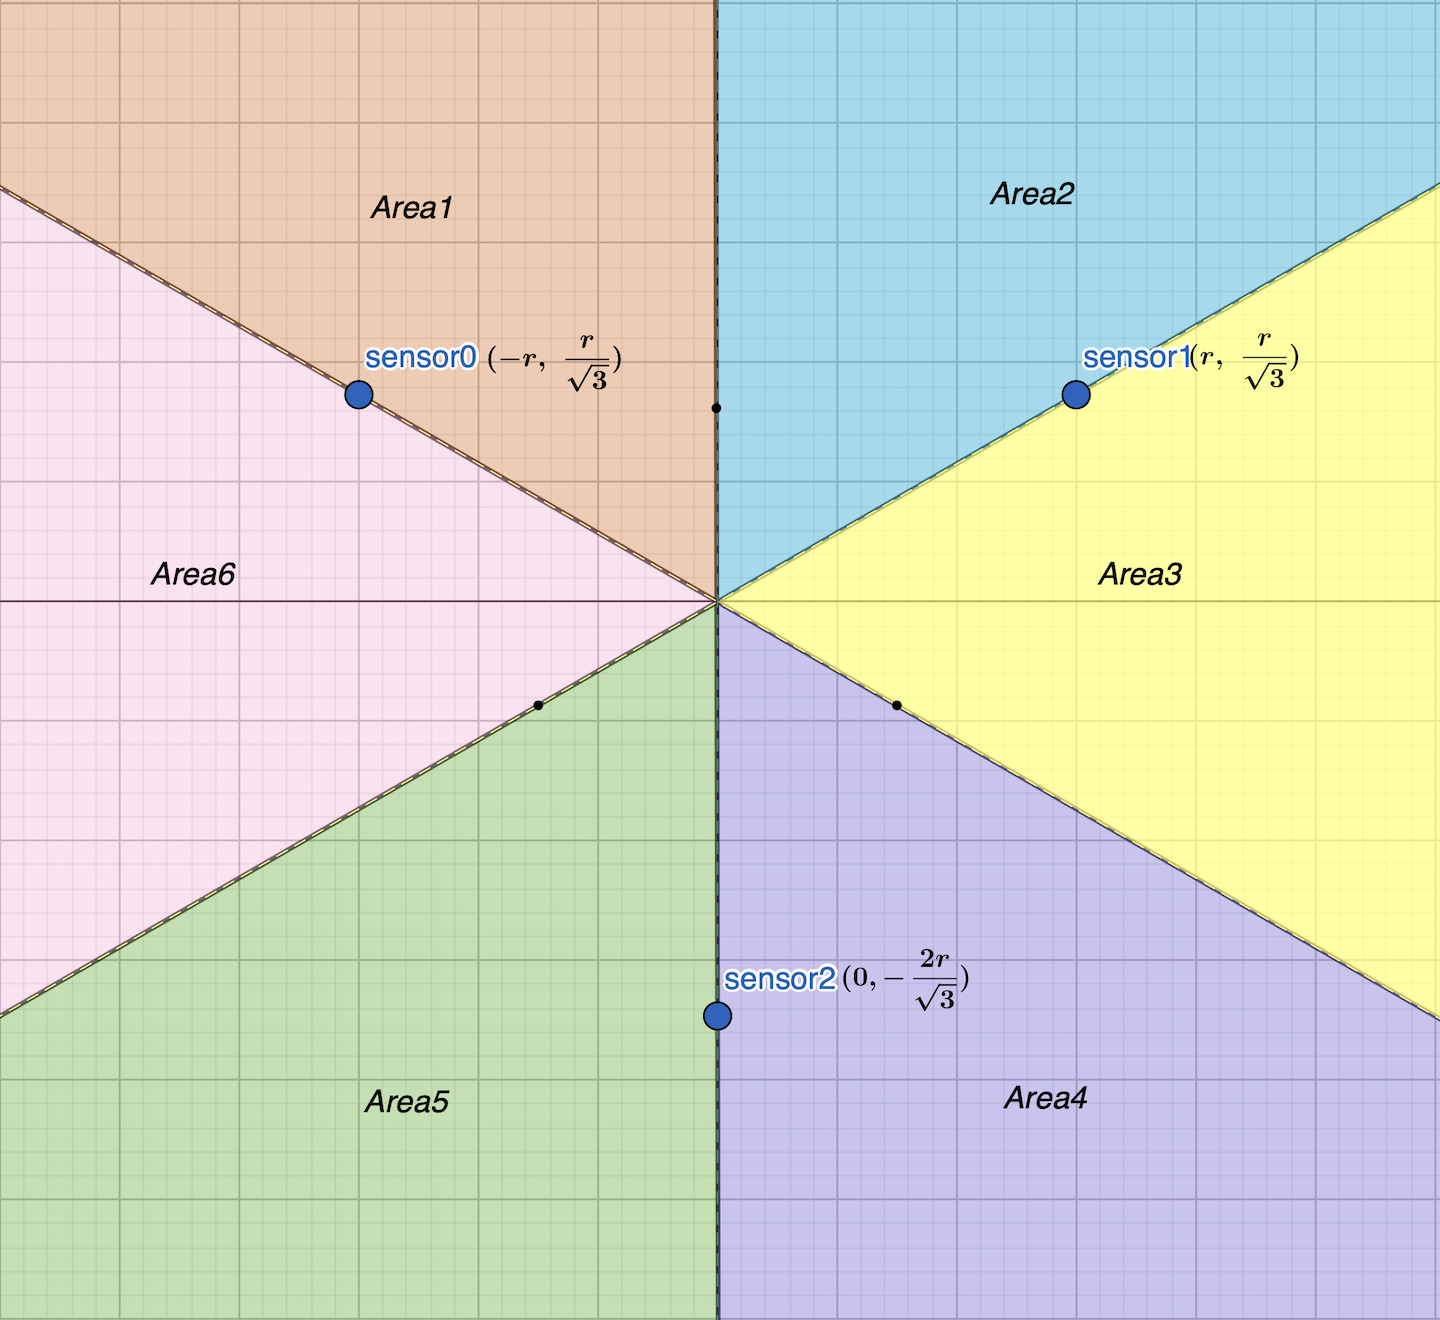 Area1
Area2
sensor0 (−r, r/√3)
sensor1(r, r/√3)
Area6
Area3
sensor2 (0, − 2r/√3)
Area5
Area4